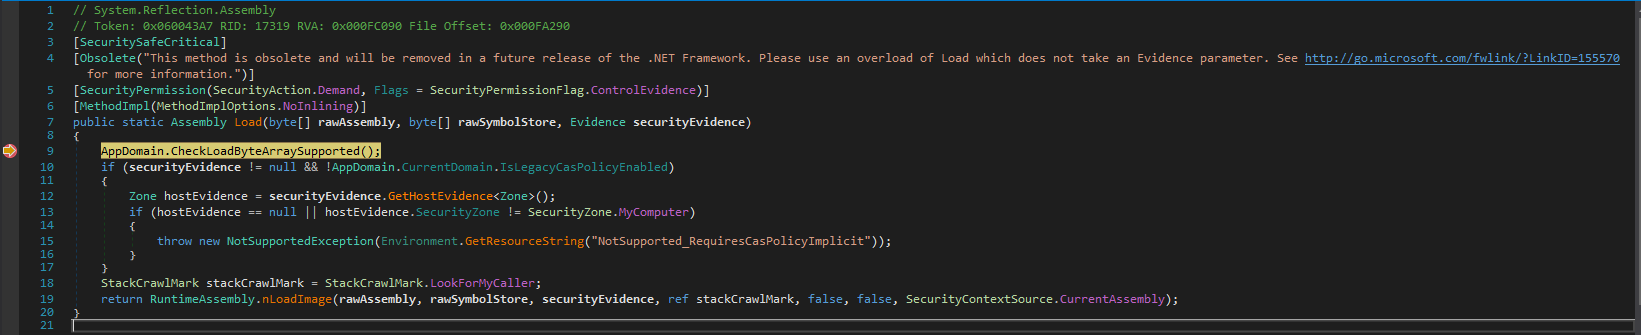 1 // System.Reflection.Assembly
2 // Token: 0x060043A7 RID: 17319 RVA: 0x000FC090 File Offset: 0x000FA290
3 [SecuritySafeCritical]
4 [Obsolete("This method is obsolete and will be removed in a future release of the .NET Framework. Please use an overload of Load which does not take an Evidence parameter. See http://go.microsoft.com/fwlink/?LinkID=155570
for more information.")]
5 [SecurityPermission(SecurityAction.Demand, Flags = SecurityPermissionFlag.ControlEvidence)]
6 [MethodImpl(MethodImplOptions.NoInlining)]
7 public static Assembly Load(byte[] rawAssembly, byte[] rawSymbolStore, Evidence securityEvidence)
8 {
9 AppDomain.CheckLoadByteArraySupported();
10 if (securityEvidence != null && !AppDomain.CurrentDomain.IsLegacyCasPolicyEnabled)
11 {
12 Zone hostEvidence = securityEvidence.GetHostEvidence<Zone>();
13 if (hostEvidence == null || hostEvidence.SecurityZone != SecurityZone.MyComputer)
14 {
15 throw new NotSupportedException(Environment.GetResourceString("NotSupported_RequiresCasPolicyImplicit"));
16 }
17 }
18 StackCrawlMark stackCrawlMark = StackCrawlMark.LookForMyCaller;
19 return RuntimeAssembly.nLoadImage(rawAssembly, rawSymbolStore, securityEvidence, ref stackCrawlMark, false, false, SecurityContextSource.CurrentAssembly);
20 }
21